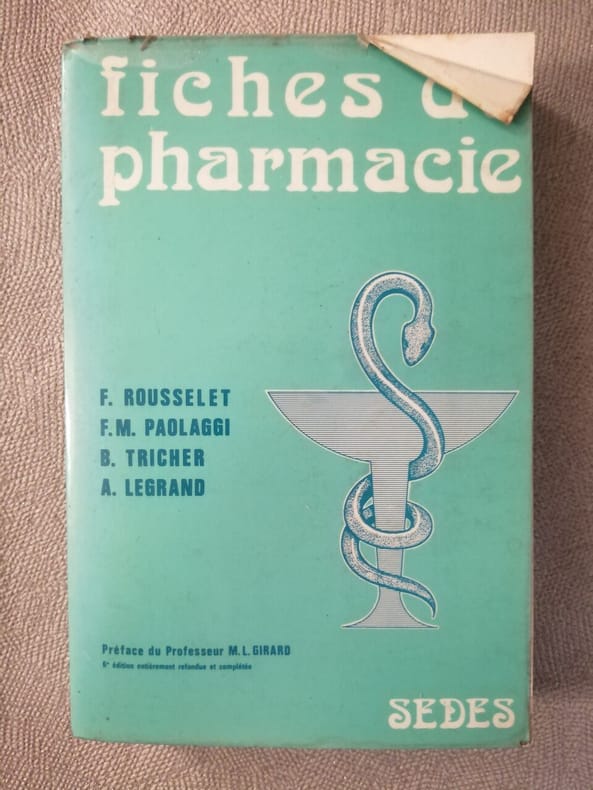 fiches d
pharmacie
F. ROUSSELET
F.M. PAOLAGGI
B. TRICHER
A. LEGRAND
Préface du Professeur M.L. GIRARD
6e édition entièrement refondue et complétée
SEDES